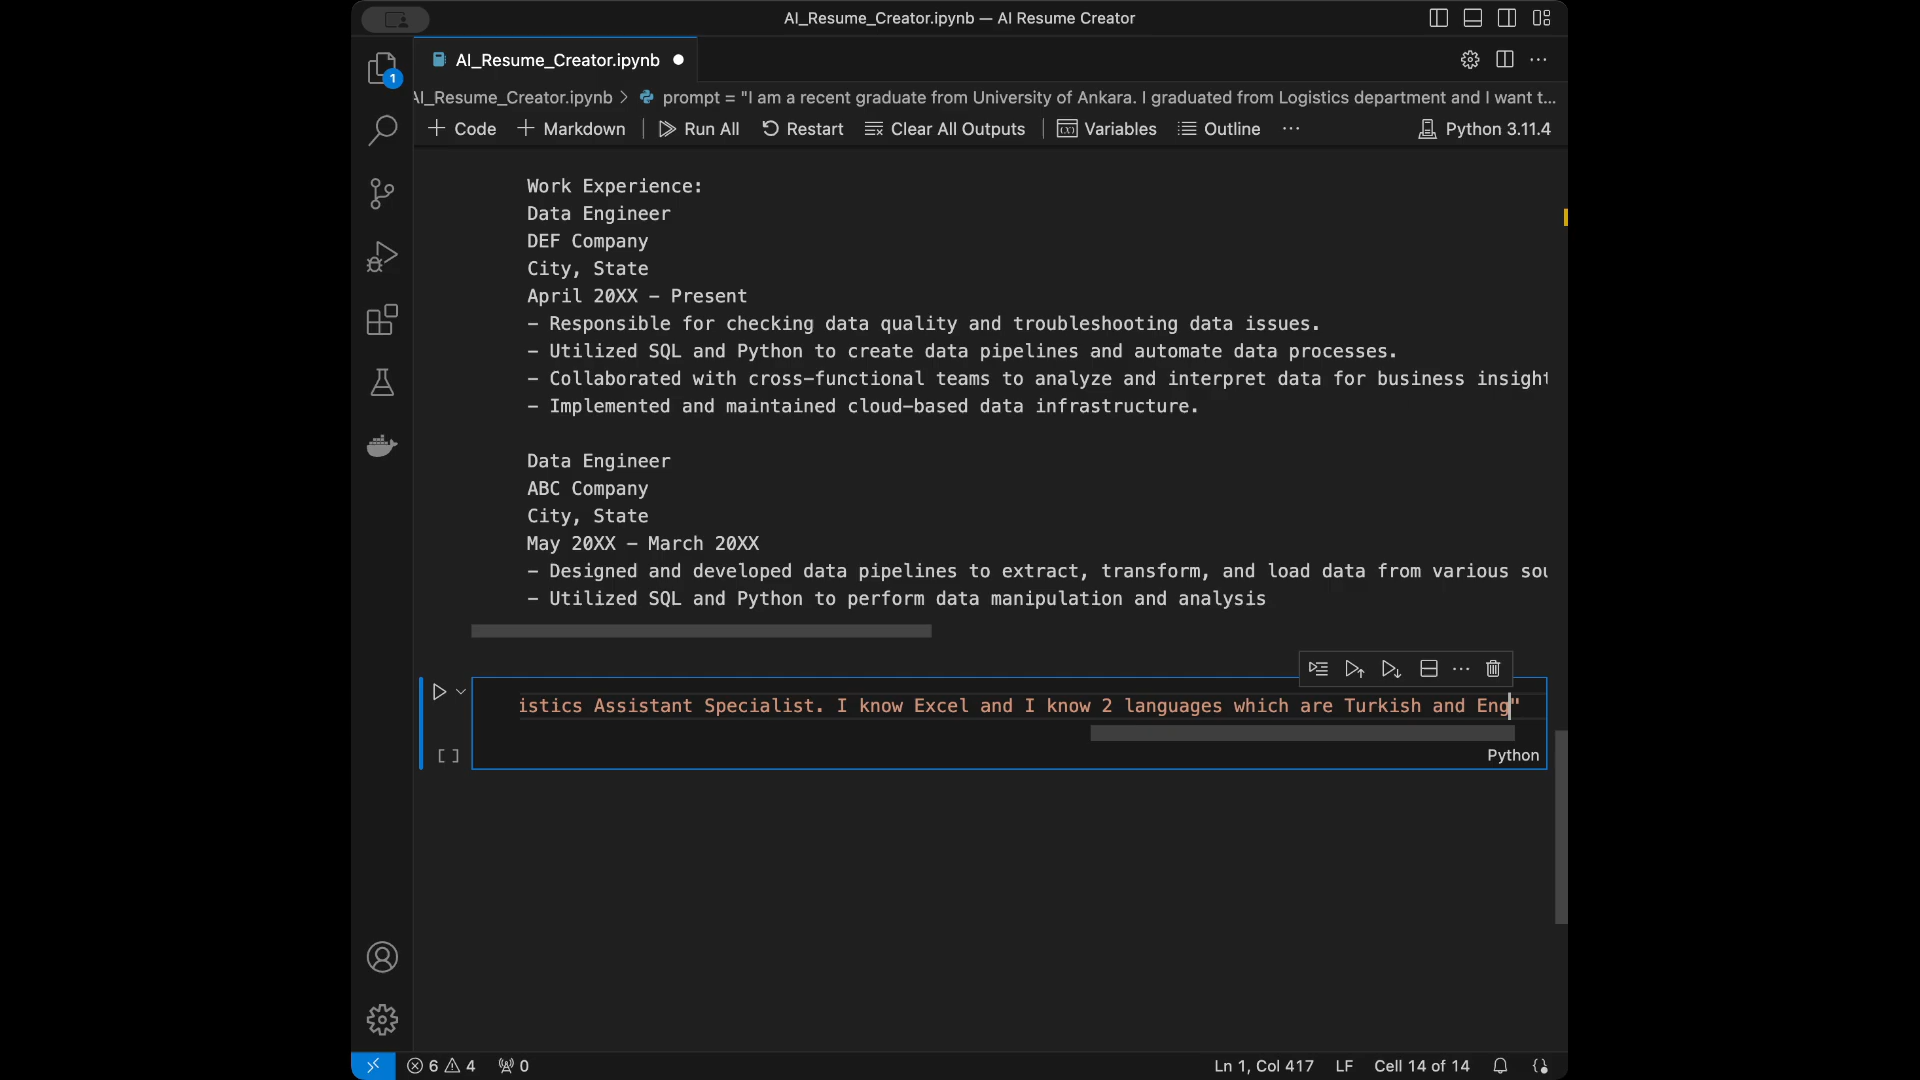 AI_Resume_Creator.ipynb — AI Resume Creator
AI_Resume_Creator.ipynb
1
AI_Resume_Creator.ipynb > prompt = "I am a recent graduate from University of Ankara. I graduated from Logistics department and I want t...
+ Code + Markdown Run All Restart Clear All Outputs Variables Outline ... Python 3.11.4
Work Experience:
Data Engineer
DEF Company
City, State
April 20XX – Present
– Responsible for checking data quality and troubleshooting data issues.
– Utilized SQL and Python to create data pipelines and automate data processes.
– Collaborated with cross-functional teams to analyze and interpret data for business insight
– Implemented and maintained cloud-based data infrastructure.
Data Engineer
ABC Company
City, State
May 20XX – March 20XX
– Designed and developed data pipelines to extract, transform, and load data from various sou
– Utilized SQL and Python to perform data manipulation and analysis
istics Assistant Specialist. I know Excel and I know 2 languages which are Turkish and Eng"
[ ]
Python
6 4 0 Ln 1, Col 417 LF Cell 14 of 14